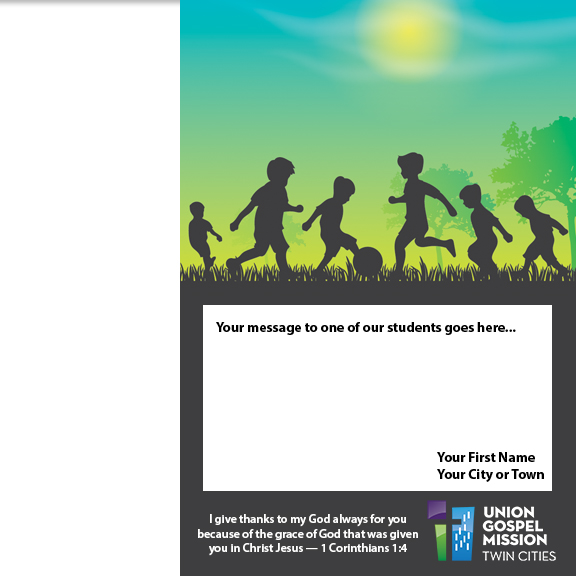 Your message to one of our students goes here...
Your First Name
Your City or Town
I give thanks to my God always for you
because of the grace of God that was given
you in Christ Jesus — 1 Corinthians 1:4
UNION
GOSPEL
MISSION
TWIN CITIES